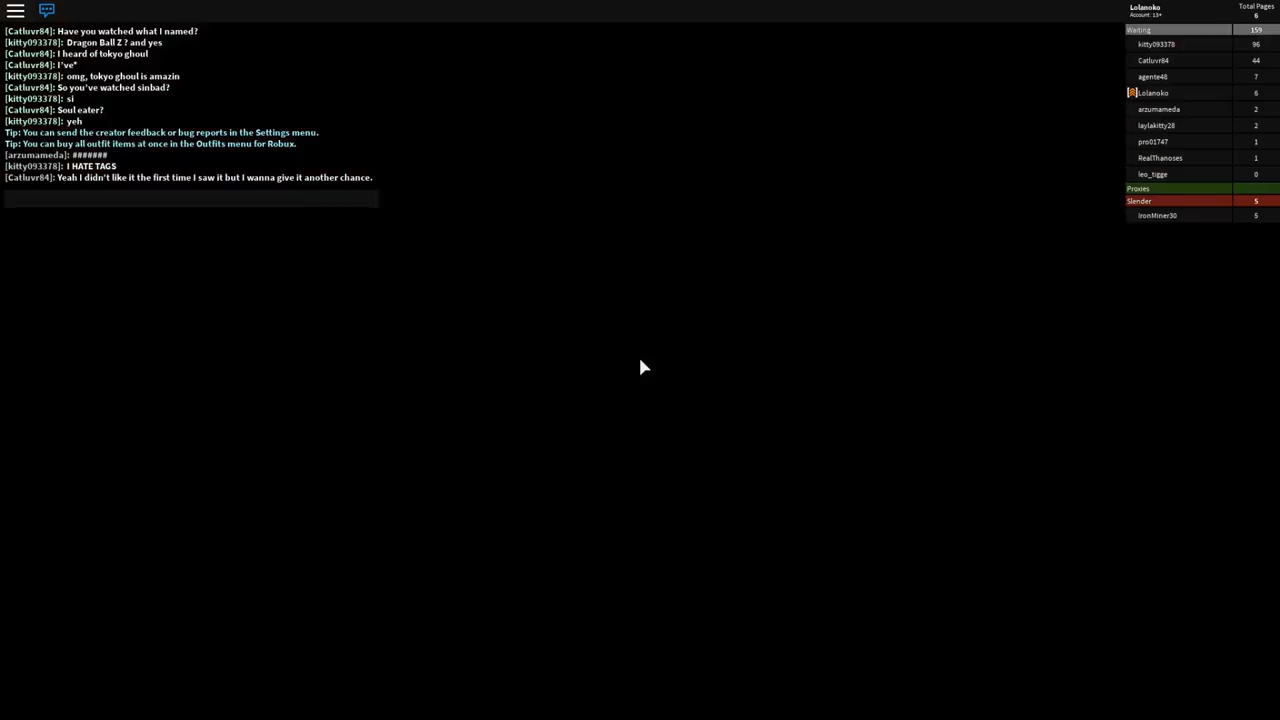 [Catluvr84]: Have you watched what I named?
[kitty093378]: Dragon Ball Z ? and yes
[Catluvr84]: I heard of tokyo ghoul
[Catluvr84]: I've*
[kitty093378]: omg, tokyo ghoul is amazin
[Catluvr84]: So you've watched sinbad?
[kitty093378]: si
[Catluvr84]: Soul eater?
[kitty093378]: yeh
Tip: You can send the creator feedback or bug reports in the Settings menu.
Tip: You can buy all outfit items at once in the Outfits menu for Robux.
[arzumameda]: #######
[kitty093378]: I HATE TAGS
[Catluvr84]: Yeah I didn't like it the first time I saw it but I wanna give it another chance.
Lolanoko Total Pages
Account: 13+ 6
Waiting 159
kitty093378 96
Catluvr84 44
agente48 7
Lolanoko 6
arzumameda 2
laylakitty28 2
pro01747 1
RealThanoses 1
leo_tigge 0
Proxies
Slender 5
IronMiner30 5